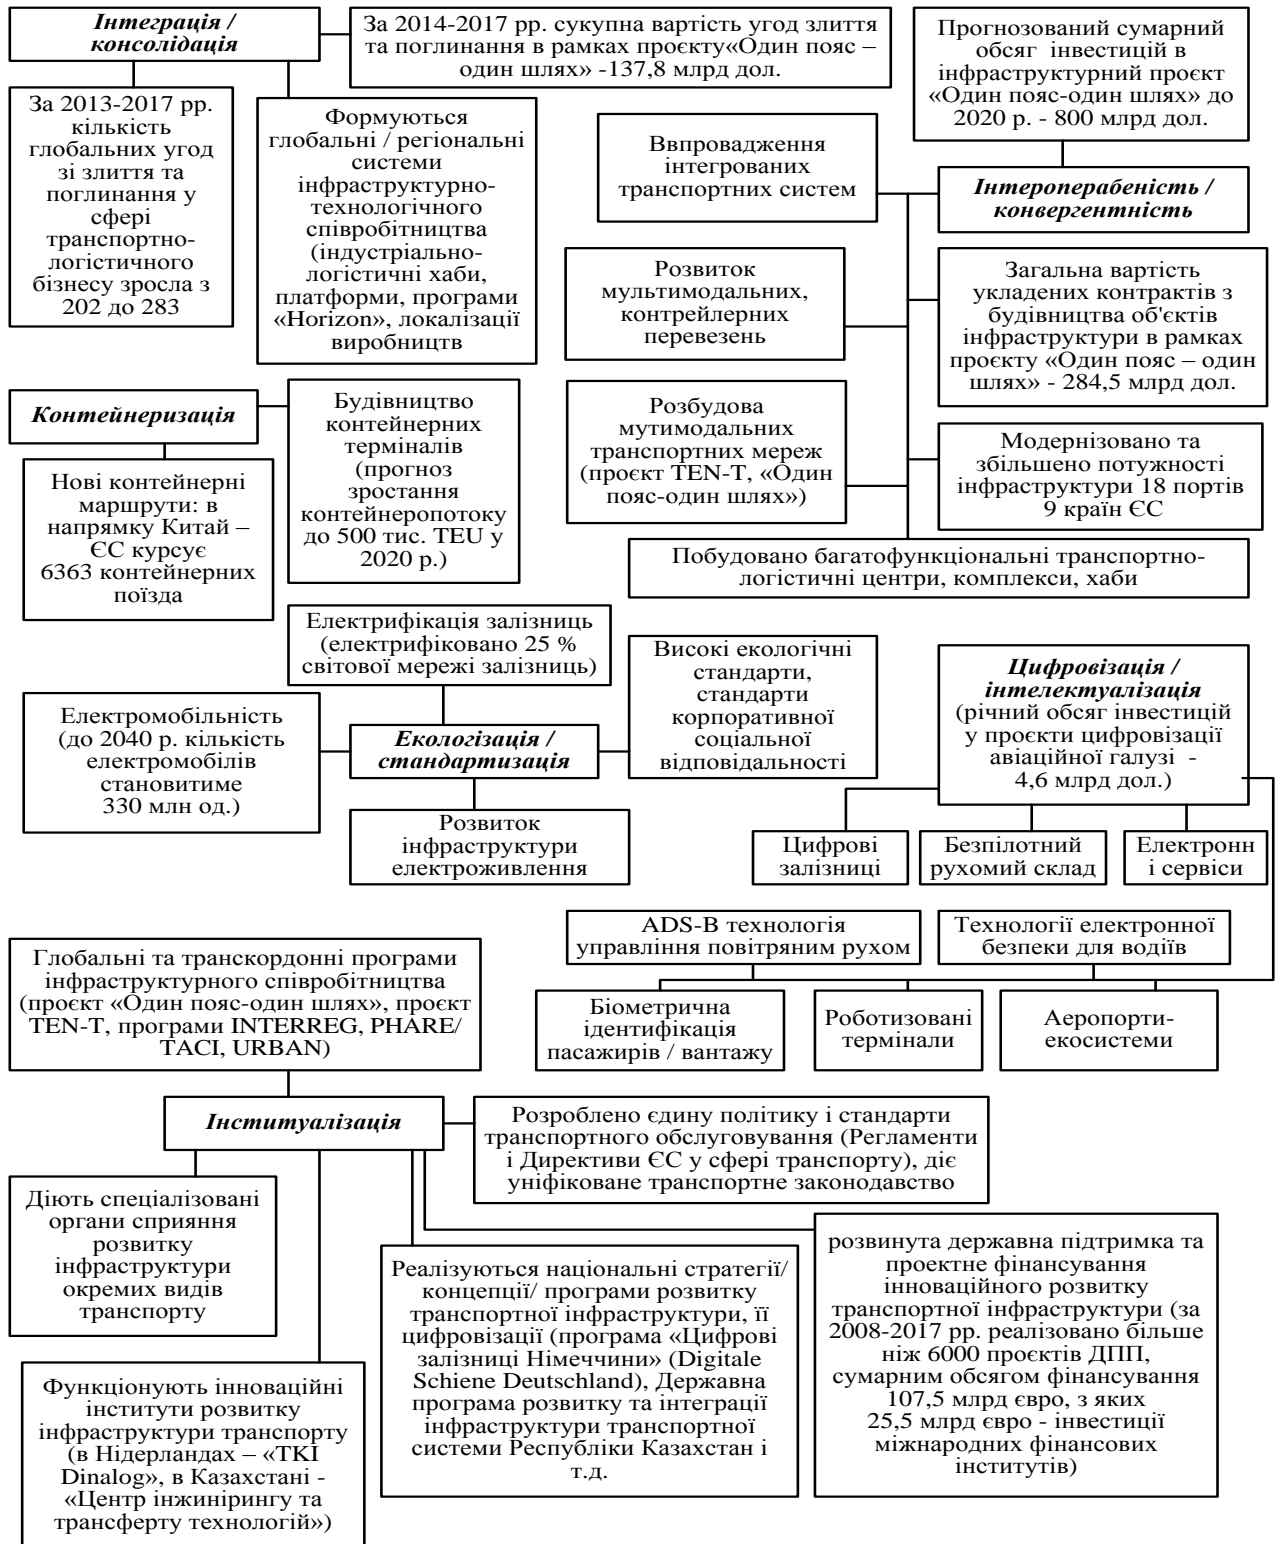 Інтеграція /
консолідація
За 2014-2017 рр. сукупна вартість угод злиття
та поглинання в рамках проєкту«Один пояс –
один шлях» -137,8 млрд дол.
Прогнозований сумарний
обсяг інвестицій в
інфраструктурний проєкт
«Один пояс-один шлях» до
2020 р. - 800 млрд дол.
За 2013-2017 рр.
кількість
глобальних угод
зі злиття та
поглинання у
сфері
транспортно-
логістичного
бізнесу зросла з
202 до 283
Формуються
глобальні / регіональні
системи
інфраструктурно-
технологічного
співробітництва
(індустріально-
логістичні хаби,
платформи, програми
«Horizon», локалізації
виробництв
Ввпровадження
інтегрованих
транспортних систем
Інтероперабеність /
конвергентність
Розвиток
мультимодальних,
контрейлерних
перевезень
Загальна вартість
укладених контрактів з
будівництва об'єктів
інфраструктури в рамках
проєкту «Один пояс – один
шлях» - 284,5 млрд дол.
Контейнеризація
Будівництво
контейнерних
терміналів
(прогноз
зростання
контейнеропотоку
до 500 тис. TEU у
2020 р.)
Розбудова
мутимодальних
транспортних мереж
(проєкт TEN-T, «Один
пояс-один шлях»)
Модернізовано та
збільшено потужності
інфраструктури 18 портів
9 країн ЄС
Нові контейнерні
маршрути: в
напрямку Китай –
ЄС курсує
6363 контейнерних
поїзда
Побудовано багатофункціональні транспортно-
логістичні центри, комплекси, хаби
Електрифікація залізниць
(електрифіковано 25 %
світової мережі залізниць)
Високі екологічні
стандарти,
стандарти
корпоративної
соціальної
відповідальності
Цифровізація /
інтелектуалізація
(річний обсяг інвестицій
у проєкти цифровізації
авіаційної галузі -
4,6 млрд дол.)
Електромобільність
(до 2040 р. кількість
електромобілів
становитиме
330 млн од.)
Екологізація /
стандартизація
Розвиток
інфраструктури
електроживлення
Цифрові
залізниці
Безпілотний
рухомий склад
Електронн
і сервіси
ADS-B технологія
управління повітряним рухом
Технології електронної
безпеки для водіїв
Глобальні та транскордонні програми
інфраструктурного співробітництва
(проєкт «Один пояс-один шлях», проєкт
TEN-T, програми INTERREG, PHARE/
TACI, URBAN)
Біометрична
ідентифікація
пасажирів / вантажу
Роботизовані
термінали
Аеропорти-
екосистеми
Інституалізація
Розроблено єдину політику і стандарти
транспортного обслуговування (Регламенти
і Директиви ЄС у сфері транспорту), діє
уніфіковане транспортне законодавство
Діють спеціалізовані
органи сприяння
розвитку
інфраструктури
окремих видів
транспорту
Реалізуються національні стратегії/
концепції/ програми розвитку
транспортної інфраструктури, її
цифровізації (програма «Цифрові
залізниці Німеччини» (Digitale
Schiene Deutschland), Державна
програма розвитку та інтеграції
інфраструктури транспортної
системи Республіки Казахстан і
т.д.
розвинута державна підтримка та
проектне фінансування
інноваційного розвитку
транспортної інфраструктури (за
2008-2017 рр. реалізовано більше
ніж 6000 проєктів ДПП,
сумарним обсягом фінансування
107,5 млрд євро, з яких
25,5 млрд євро - інвестиції
міжнародних фінансових
інститутів)
Функціонують інноваційні
інститути розвитку
інфраструктури транспорту
(в Нідерландах – «TKI
Dinalog», в Казахстані -
«Центр інжинірингу та
трансферту технологій»)